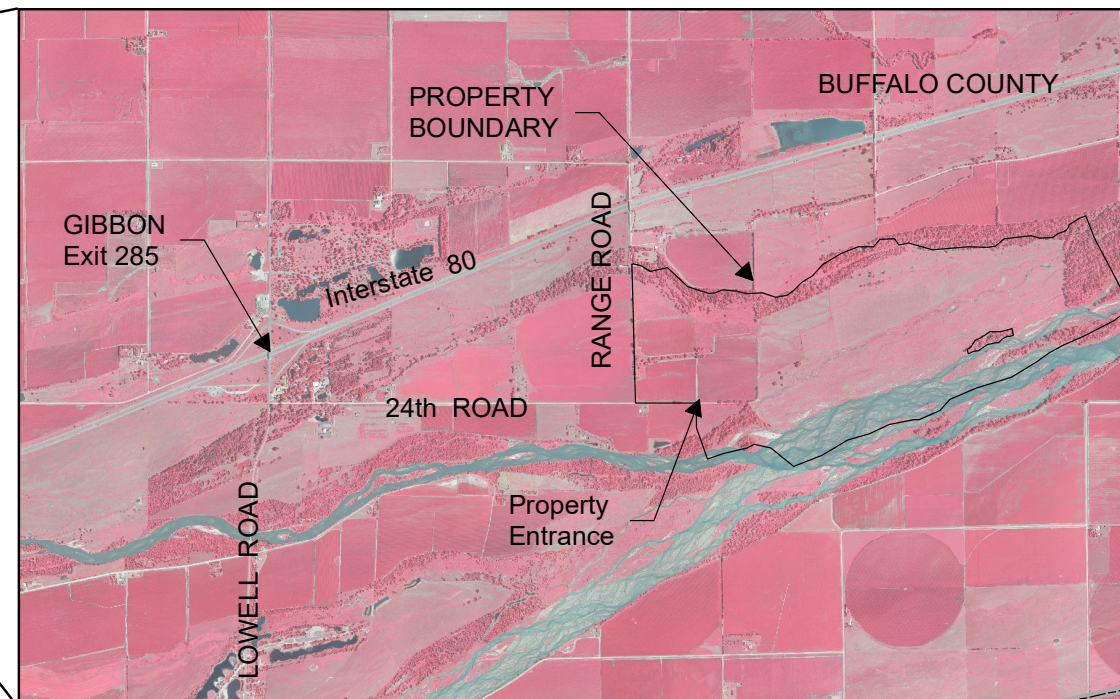 BUFFALO COUNTY
PROPERTY
BOUNDARY
GIBBON
Exit 285
Interstate 80
RANGE ROAD
24th ROAD
Property
Entrance
LOWELL ROAD